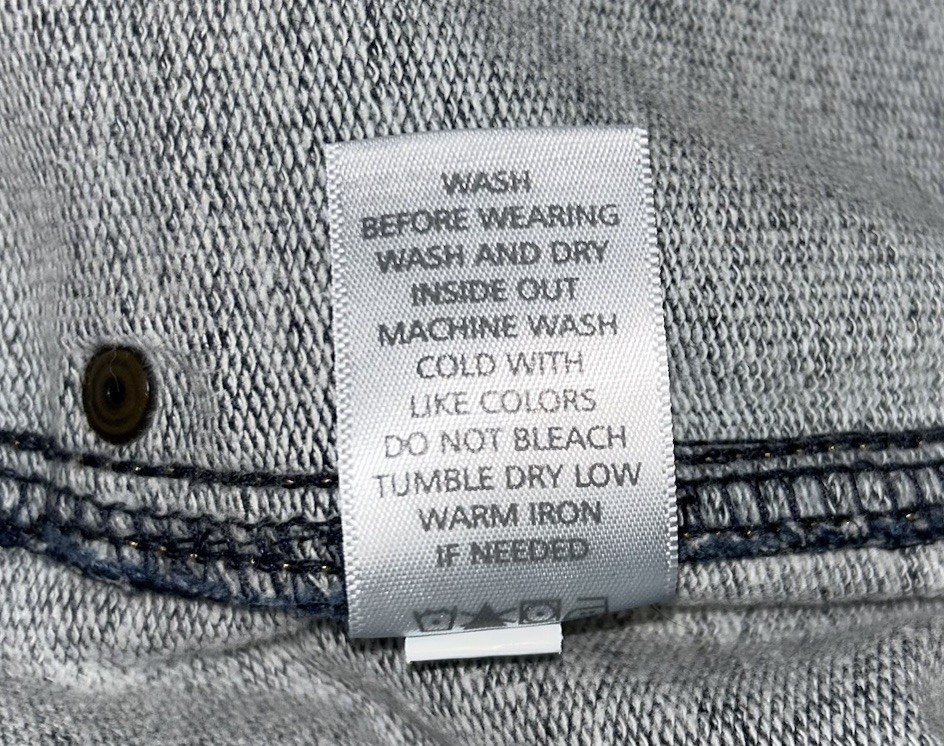 WASH
BEFORE WEARING
WASH AND DRY
INSIDE OUT
MACHINE WASH
COLD WITH
LIKE COLORS
DO NOT BLEACH
TUMBLE DRY LOW
WARM IRON
IF NEEDED